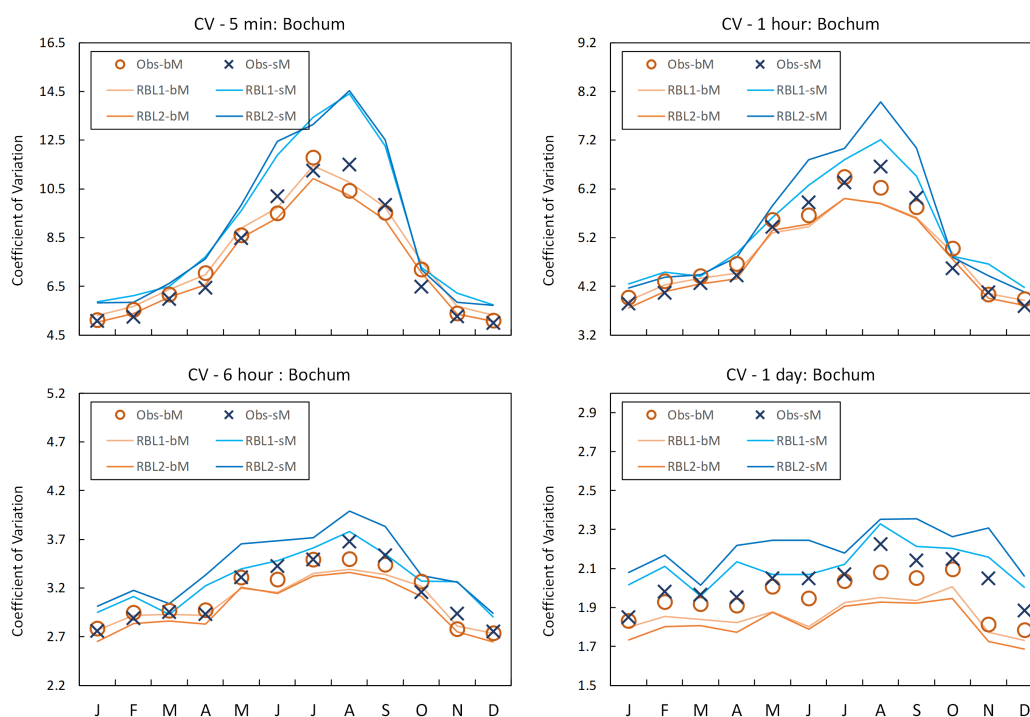 CV - 5 min: Bochum
16.5
14.5
12.5
10.5
8.5
6.5
4.5
Coefficient of Variation
Obs-bM Obs-sM
RBL1-bM RBL1-sM
RBL2-bM RBL2-sM
CV - 1 hour: Bochum
9.2
8.2
7.2
6.2
5.2
4.2
3.2
Coefficient of Variation
Obs-bM Obs-sM
RBL1-bM RBL1-sM
RBL2-bM RBL2-sM
CV - 6 hour : Bochum
5.2
4.7
4.2
3.7
3.2
2.7
2.2
Coefficient of Variation
Obs-bM Obs-sM
RBL1-bM RBL1-sM
RBL2-bM RBL2-sM
J F M A M J J A S O N D
CV - 1 day: Bochum
2.9
2.7
2.5
2.3
2.1
1.9
1.7
1.5
Coefficient of Variation
Obs-bM Obs-sM
RBL1-bM RBL1-sM
RBL2-bM RBL2-sM
J F M A M J J A S O N D